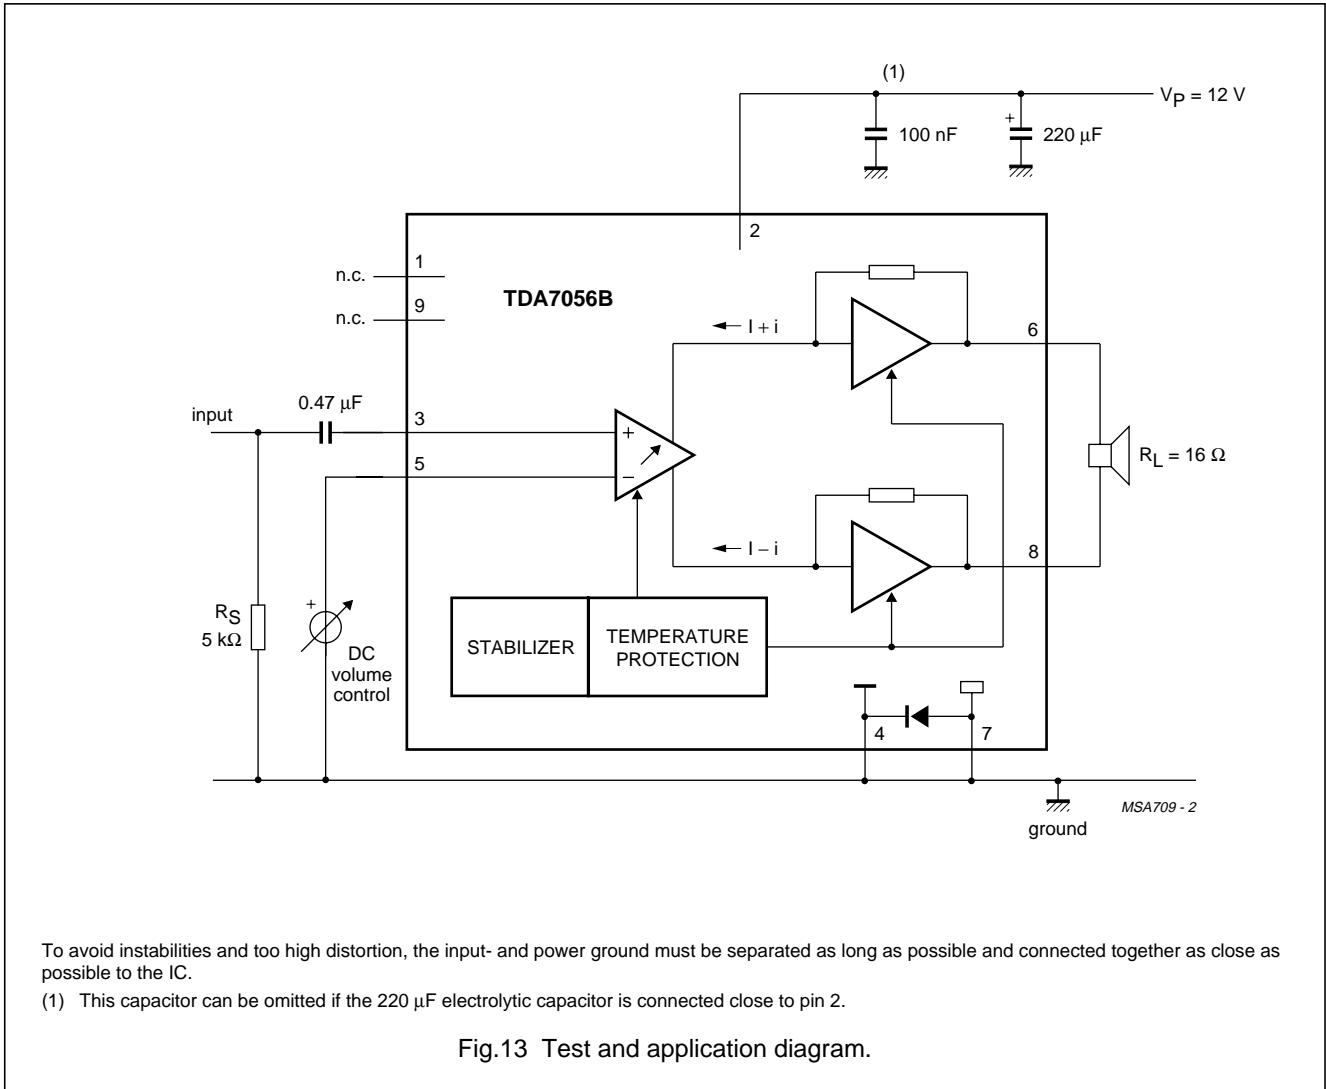 (1)
VP = 12 V
100 nF
+
220 μF
2
n.c.
1
TDA7056B
n.c.
9
I + i
6
input
0.47 μF
3
+
5
−
RL = 16 Ω
I − i
8
RS
5 kΩ
+
DC
volume
control
STABILIZER
TEMPERATURE
PROTECTION
4
7
MSA709 - 2
ground
To avoid instabilities and too high distortion, the input- and power ground must be separated as long as possible and connected together as close as
possible to the IC.
(1) This capacitor can be omitted if the 220 μF electrolytic capacitor is connected close to pin 2.
Fig.13 Test and application diagram.